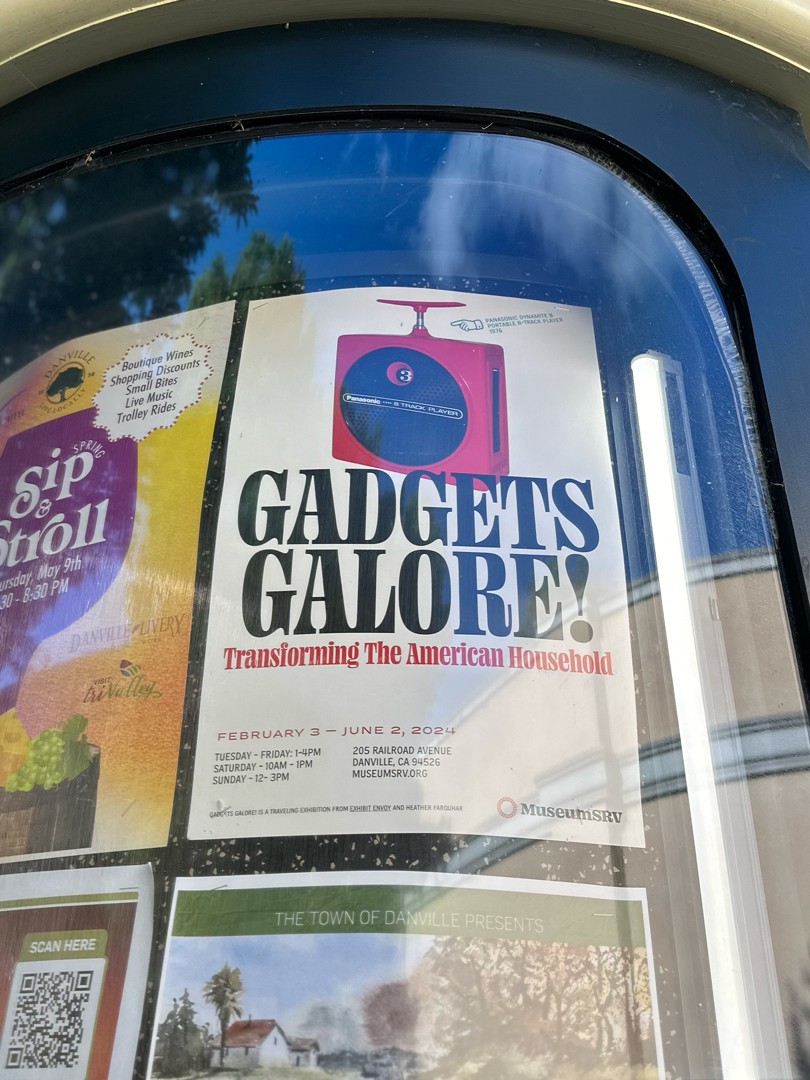 DANVILLE
LOCALLY
Boutique Wines
Shopping Discounts
Small Bites
Live Music
Trolley Rides
SPRING
Sip
&
Stroll
ursday, May 9th
30 - 8:30 PM
DANVILLE LIVERY
VISIT
triValley
SCAN HERE
PANASONIC DYNAMITE 8
PORTABLE 8-TRACK PLAYER
1976
3
Panasonic 8 TRACK PLAYER
GADGETS
GALORE!
Transforming The American Household
FEBRUARY 3 — JUNE 2, 2024
TUESDAY - FRIDAY: 1-4PM
SATURDAY - 10AM - 1PM
SUNDAY - 12- 3PM
205 RAILROAD AVENUE
DANVILLE, CA 94526
MUSEUMSRV.ORG
GADGETS GALORE! IS A TRAVELING EXHIBITION FROM EXHIBIT ENVOY AND HEATHER FARQUHAR
MuseumSRV
THE TOWN OF DANVILLE PRESENTS